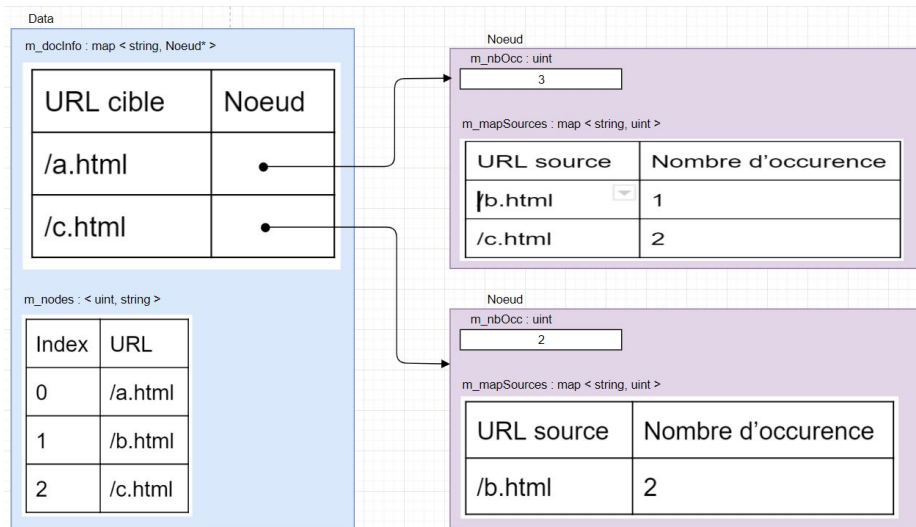 Data
m_docInfo : map < string, Noeud* >
URL cible Noeud
/a.html
/c.html
m_nodes : < uint, string >
Index URL
0 /a.html
1 /b.html
2 /c.html
Noeud
m_nbOcc : uint
3
m_mapSources : map < string, uint >
URL source Nombre d'occurence
/b.html 1
/c.html 2
Noeud
m_nbOcc : uint
2
m_mapSources : map < string, uint >
URL source Nombre d'occurence
/b.html 2